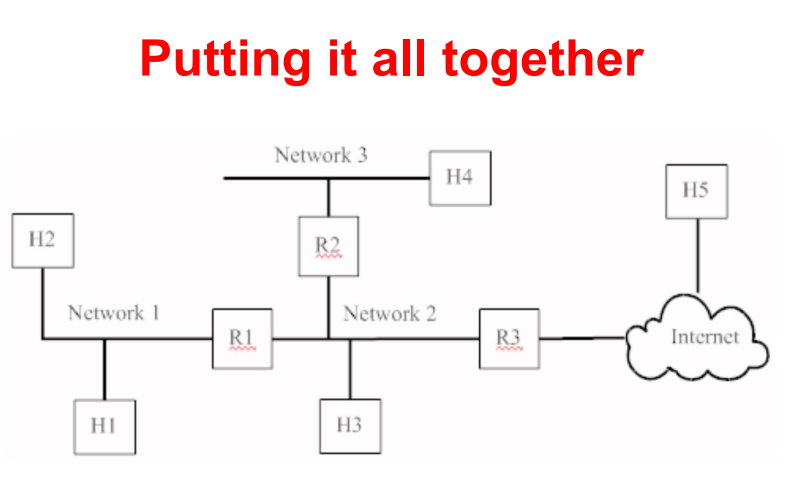 Putting it all together
Network 3
H4
H5
H2
R2
Network 1
Network 2
R1
R3
Internet
H1
H3